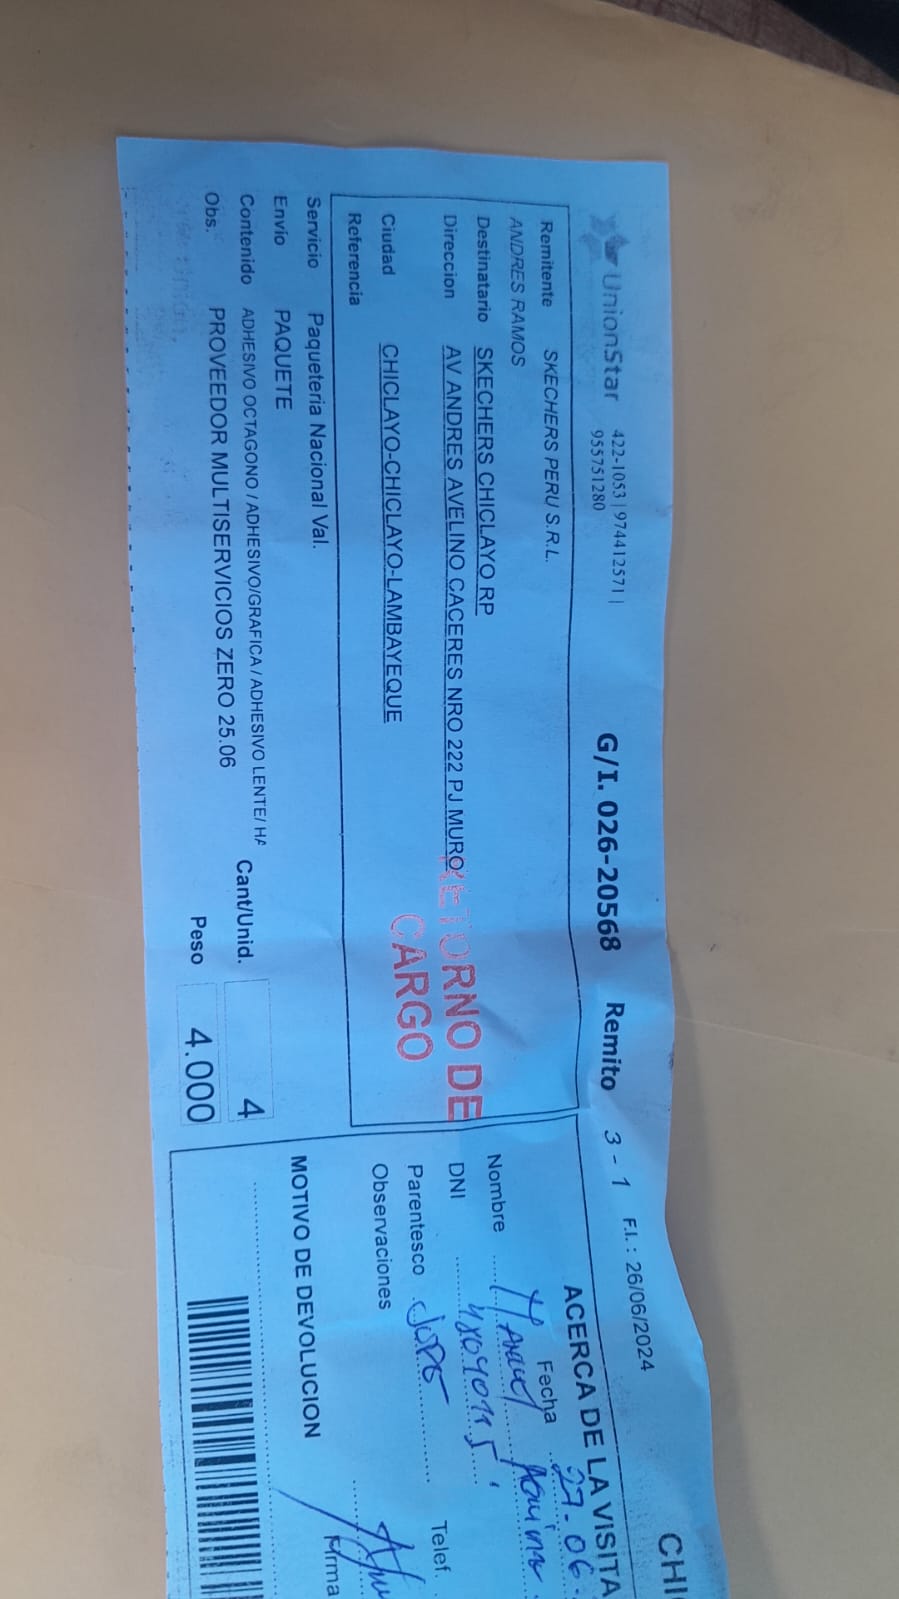 UnionStar
422-1053 | 974412571 |
955751280
G/I. 026-20568
Remito 3 - 1
F.I. : 26/06/2024
CHI
Remitente SKECHERS PERU S.R.L.
ANDRES RAMOS
Destinatario SKECHERS CHICLAYO RP
Direccion AV ANDRES AVELINO CACERES NRO 222 PJ MURO
Ciudad CHICLAYO-CHICLAYO-LAMBAYEQUE
Referencia
RETORNO DE
CARGO
Servicio Paqueteria Nacional Val.
Envío PAQUETE
Contenido ADHESIVO OCTAGONO / ADHESIVO/GRAFICA / ADHESIVO LENTE/ HA
Obs. PROVEEDOR MULTISERVICIOS ZERO 25.06
Cant/Unid. 4
Peso 4.000
ACERCA DE LA VISITA
Fecha 27-06-
Nombre
DNI
Parentesco
Telef.
Observaciones
MOTIVO DE DEVOLUCION
Firma